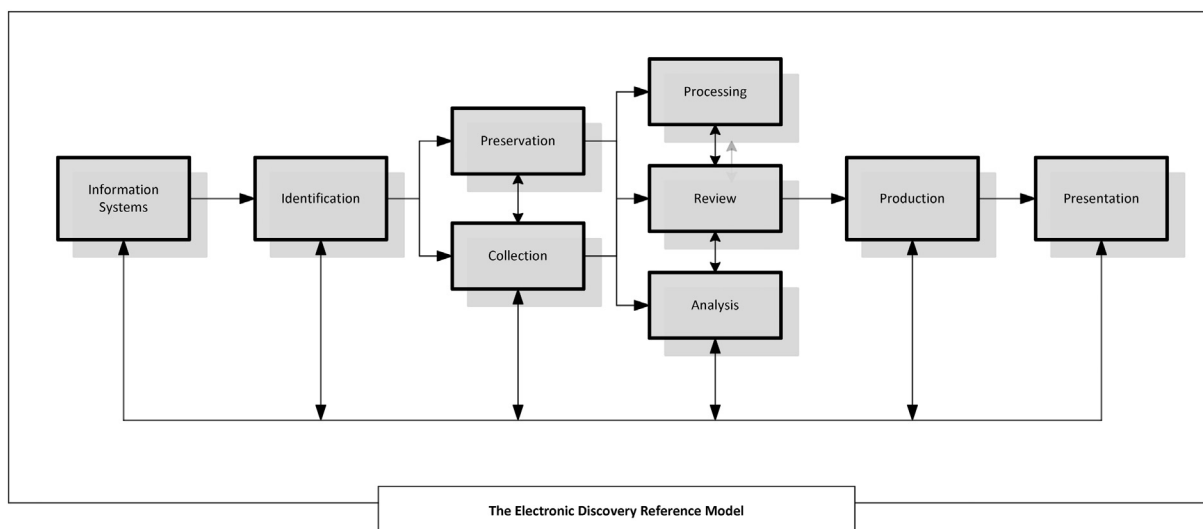 Processing
Preservation
Information
Systems
Identification
Review
Production
Presentation
Collection
Analysis
The Electronic Discovery Reference Model